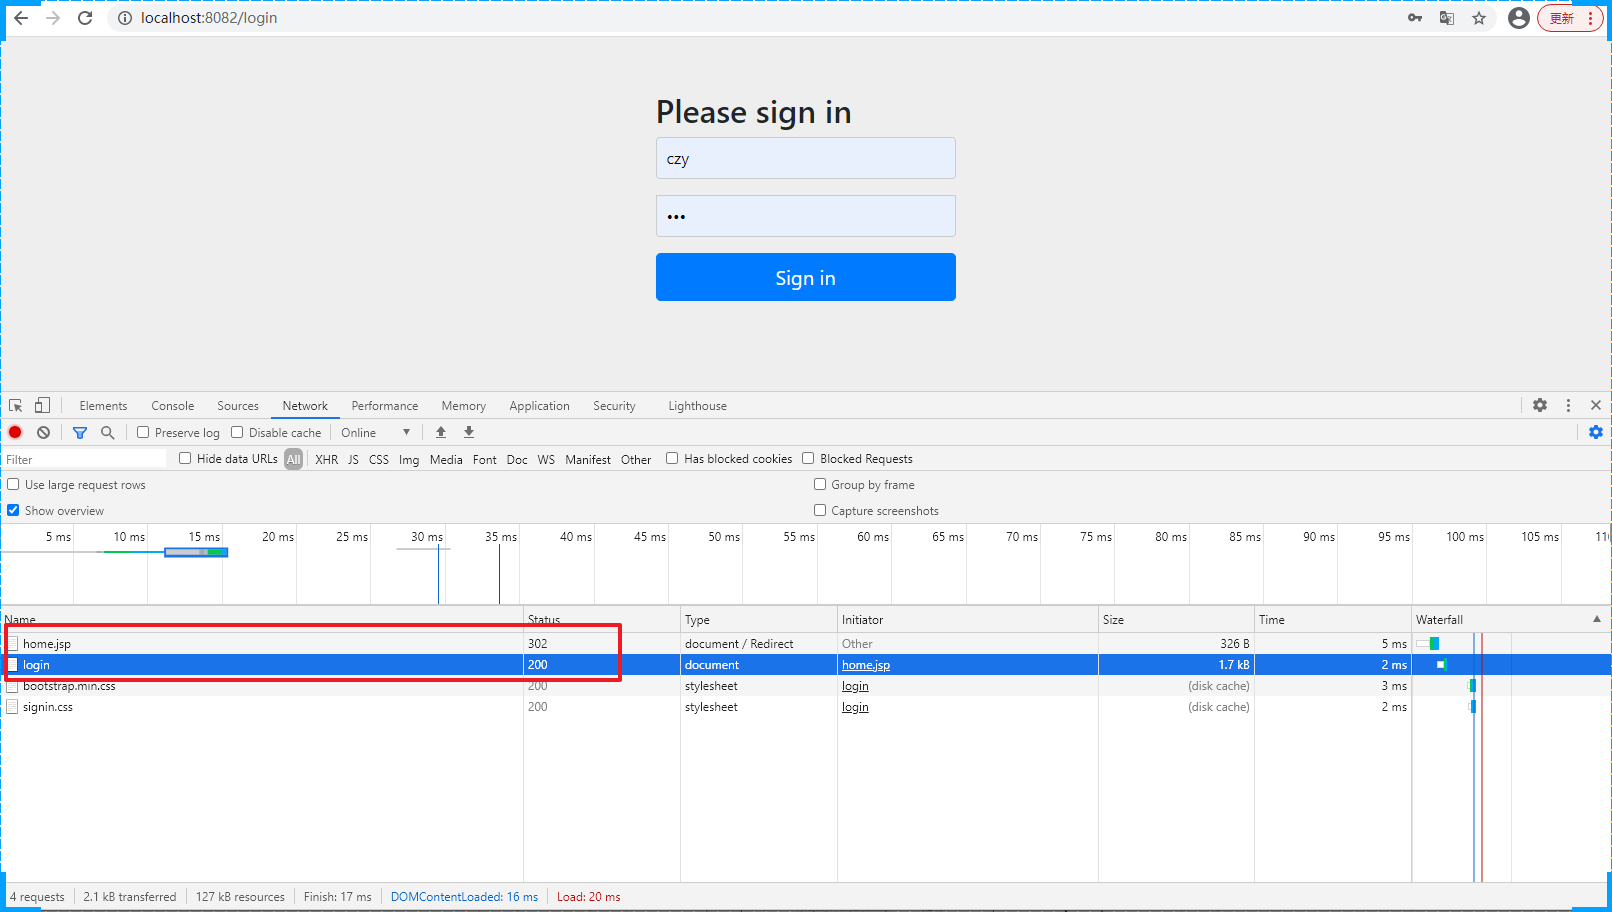 localhost:8082/login
更新
Please sign in
czy
•••
Sign in
Elements Console Sources Network Performance Memory Application Security Lighthouse
Preserve log Disable cache Online
Filter Hide data URLs All XHR JS CSS Img Media Font Doc WS Manifest Other Has blocked cookies Blocked Requests
Use large request rows Group by frame
Show overview Capture screenshots
5 ms 10 ms 15 ms 20 ms 25 ms 30 ms 35 ms 40 ms 45 ms 50 ms 55 ms 60 ms 65 ms 70 ms 75 ms 80 ms 85 ms 90 ms 95 ms 100 ms 105 ms
Name Status Type Initiator Size Time Waterfall
home.jsp 302 document / Redirect Other 326 B 5 ms
login 200 document home.jsp 1.7 kB 2 ms
bootstrap.min.css 200 stylesheet login (disk cache) 3 ms
signin.css 200 stylesheet login (disk cache) 2 ms
4 requests 2.1 kB transferred 127 kB resources Finish: 17 ms DOMContentLoaded: 16 ms Load: 20 ms